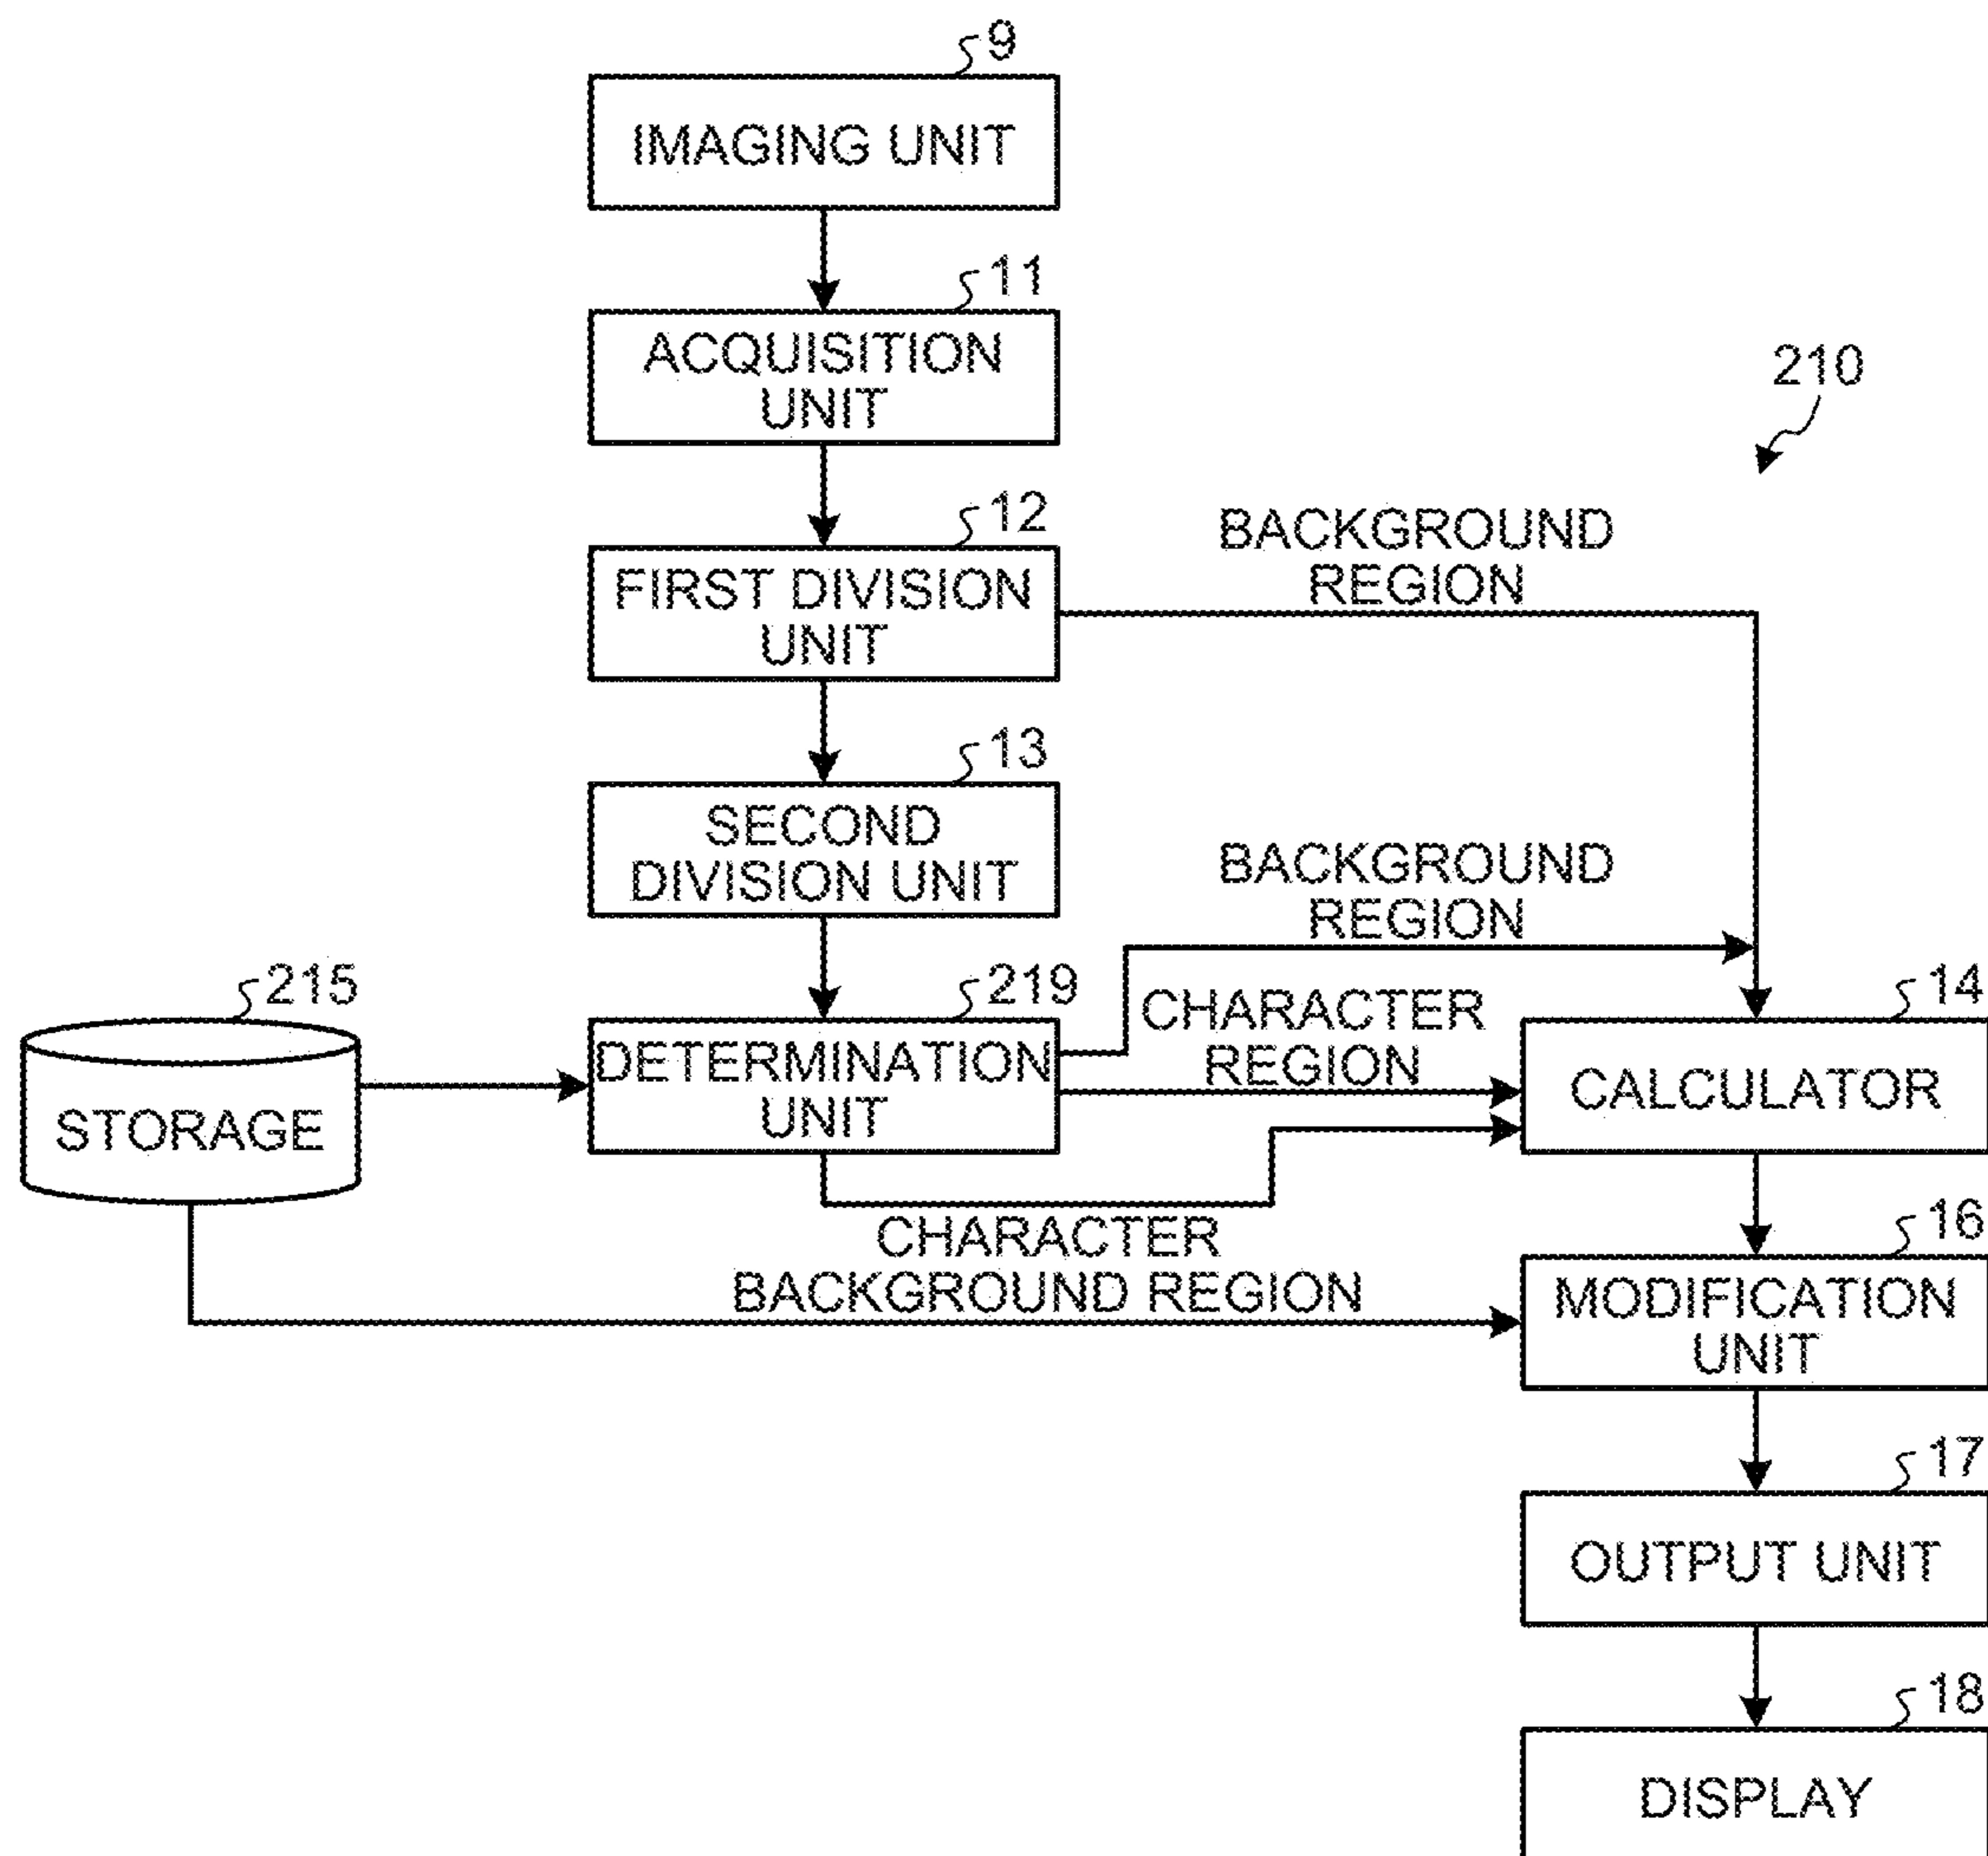 9
IMAGING UNIT
11
ACQUISITION
UNIT
210
12
FIRST DIVISION
UNIT
BACKGROUND
REGION
13
SECOND
DIVISION UNIT
BACKGROUND
REGION
215
STORAGE
219
DETERMINATION
UNIT
CHARACTER
REGION
14
CALCULATOR
CHARACTER
BACKGROUND REGION
16
MODIFICATION
UNIT
17
OUTPUT UNIT
18
DISPLAY